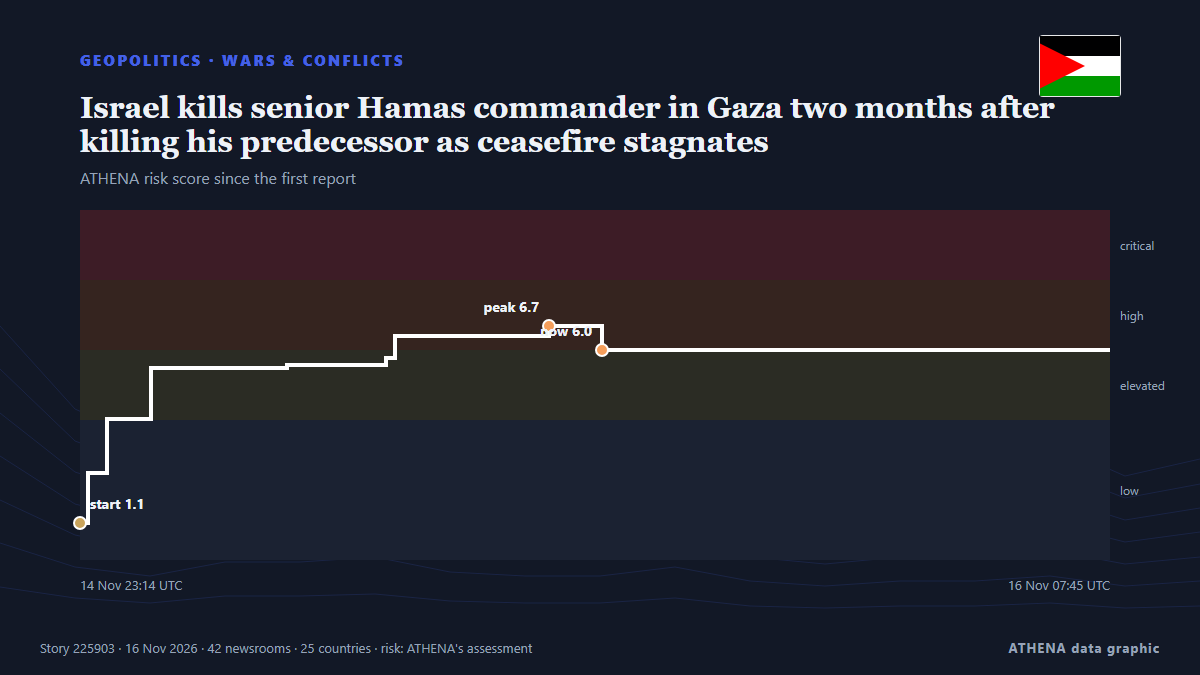 GEOPOLITICS · WARS & CONFLICTS
Israel kills senior Hamas commander in Gaza two months after
killing his predecessor as ceasefire stagnates
ATHENA risk score since the first report
critical
peak 6.7
high
now 6.0
elevated
low
start 1.1
14 Nov 23:14 UTC
16 Nov 07:45 UTC
Story 225903 · 16 Nov 2026 · 42 newsrooms · 25 countries · risk: ATHENA's assessment
ATHENA data graphic